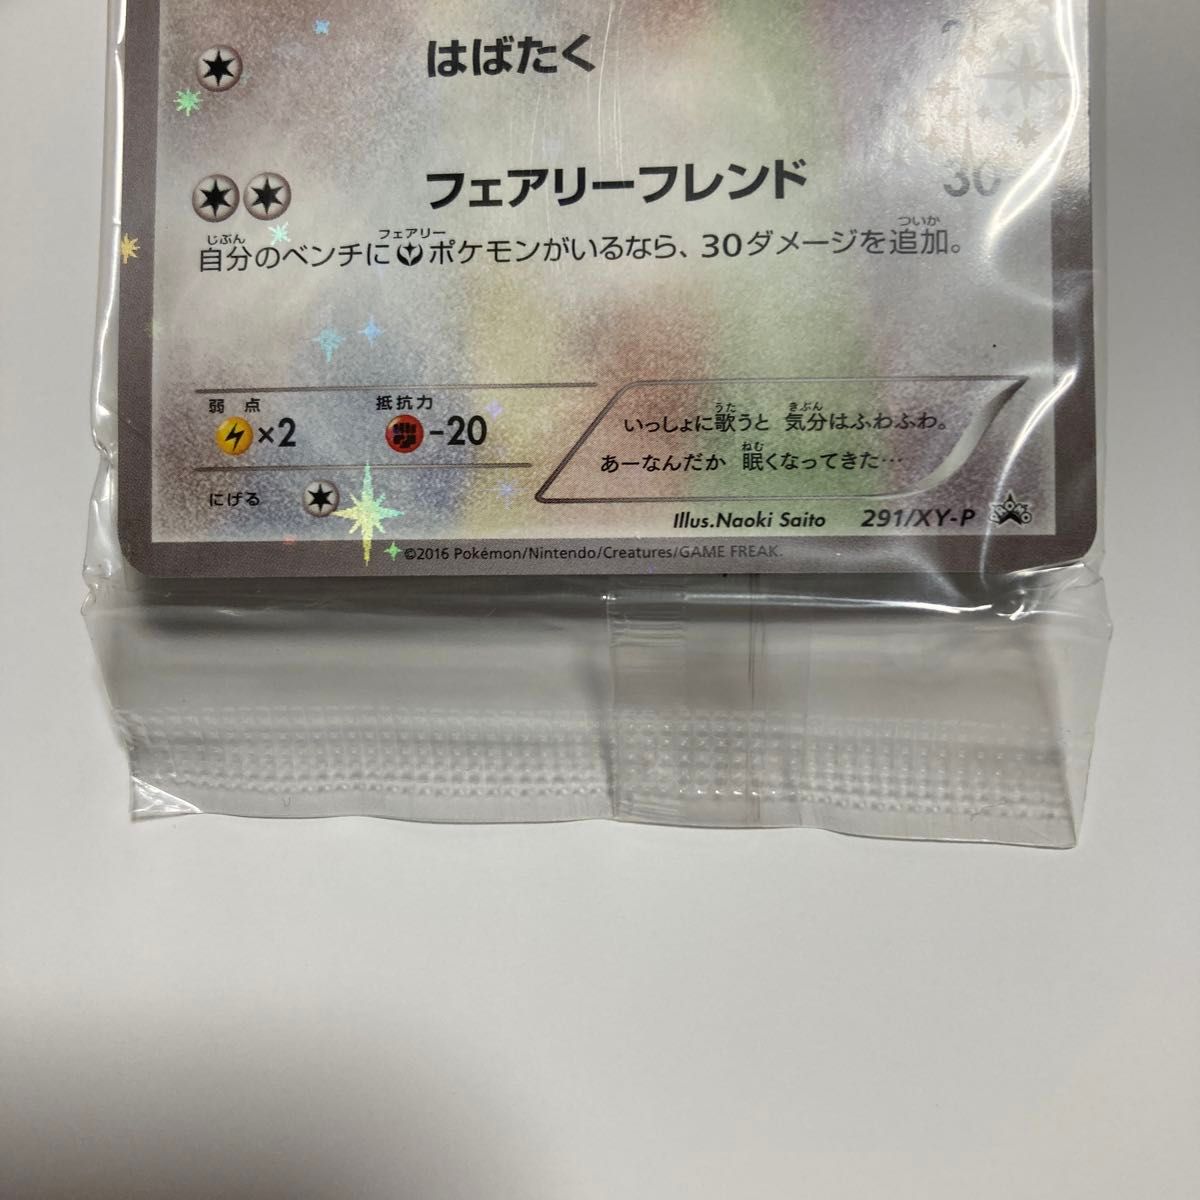 はばたく
フェアリーフレンド 30
自分のベンチにポケモンがいるなら、30ダメージを追加。
じぶん フェアリー ついか
弱点 抵抗力
×2 -20
にげる
いっしょに歌うと 気分はふわふわ。
うた きぶん
あーなんだか 眠くなってきた…
ねむ
Illus.Naoki Saito 291/XY-P
©2016 Pokémon/Nintendo/Creatures/GAME FREAK.